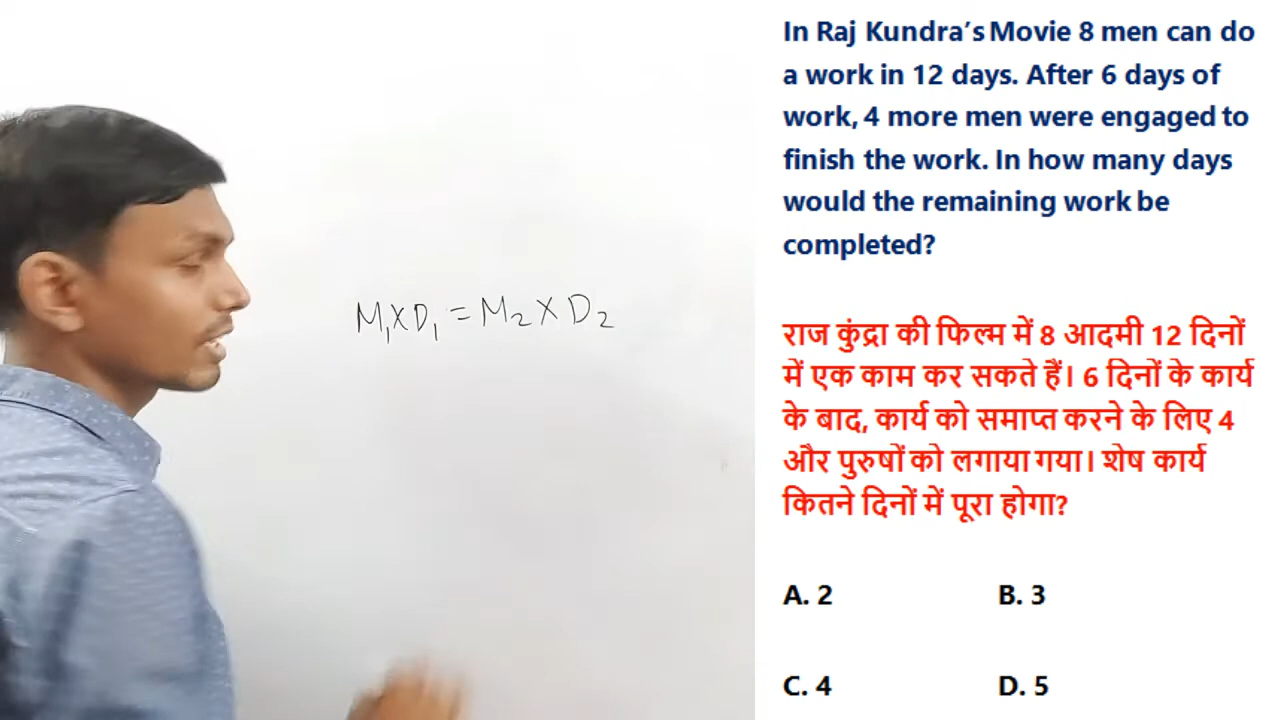 M₁ X D₁ = M₂ X D₂
In Raj Kundra's Movie 8 men can do
a work in 12 days. After 6 days of
work, 4 more men were engaged to
finish the work. In how many days
would the remaining work be
completed?
राज कुंद्रा की फिल्म में 8 आदमी 12 दिनों
में एक काम कर सकते हैं। 6 दिनों के कार्य
के बाद, कार्य को समाप्त करने के लिए 4
और पुरुषों को लगाया गया। शेष कार्य
कितने दिनों में पूरा होगा?
A. 2 B. 3
C. 4 D. 5